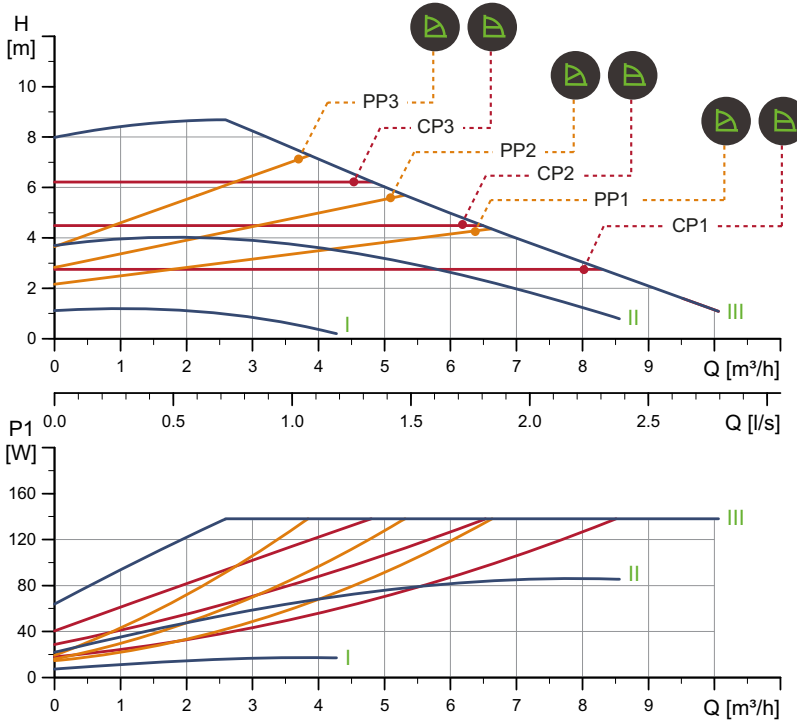 H
[m]
10
8
6
4
2
0
PP3
CP3
PP2
CP2
PP1
CP1
I
II
III
0 1 2 3 4 5 6 7 8 9 Q [m³/h]
0.0 0.5 1.0 1.5 2.0 2.5 Q [l/s]
P1
[W]
160
120
80
40
0
III
II
I
0 1 2 3 4 5 6 7 8 9 Q [m³/h]